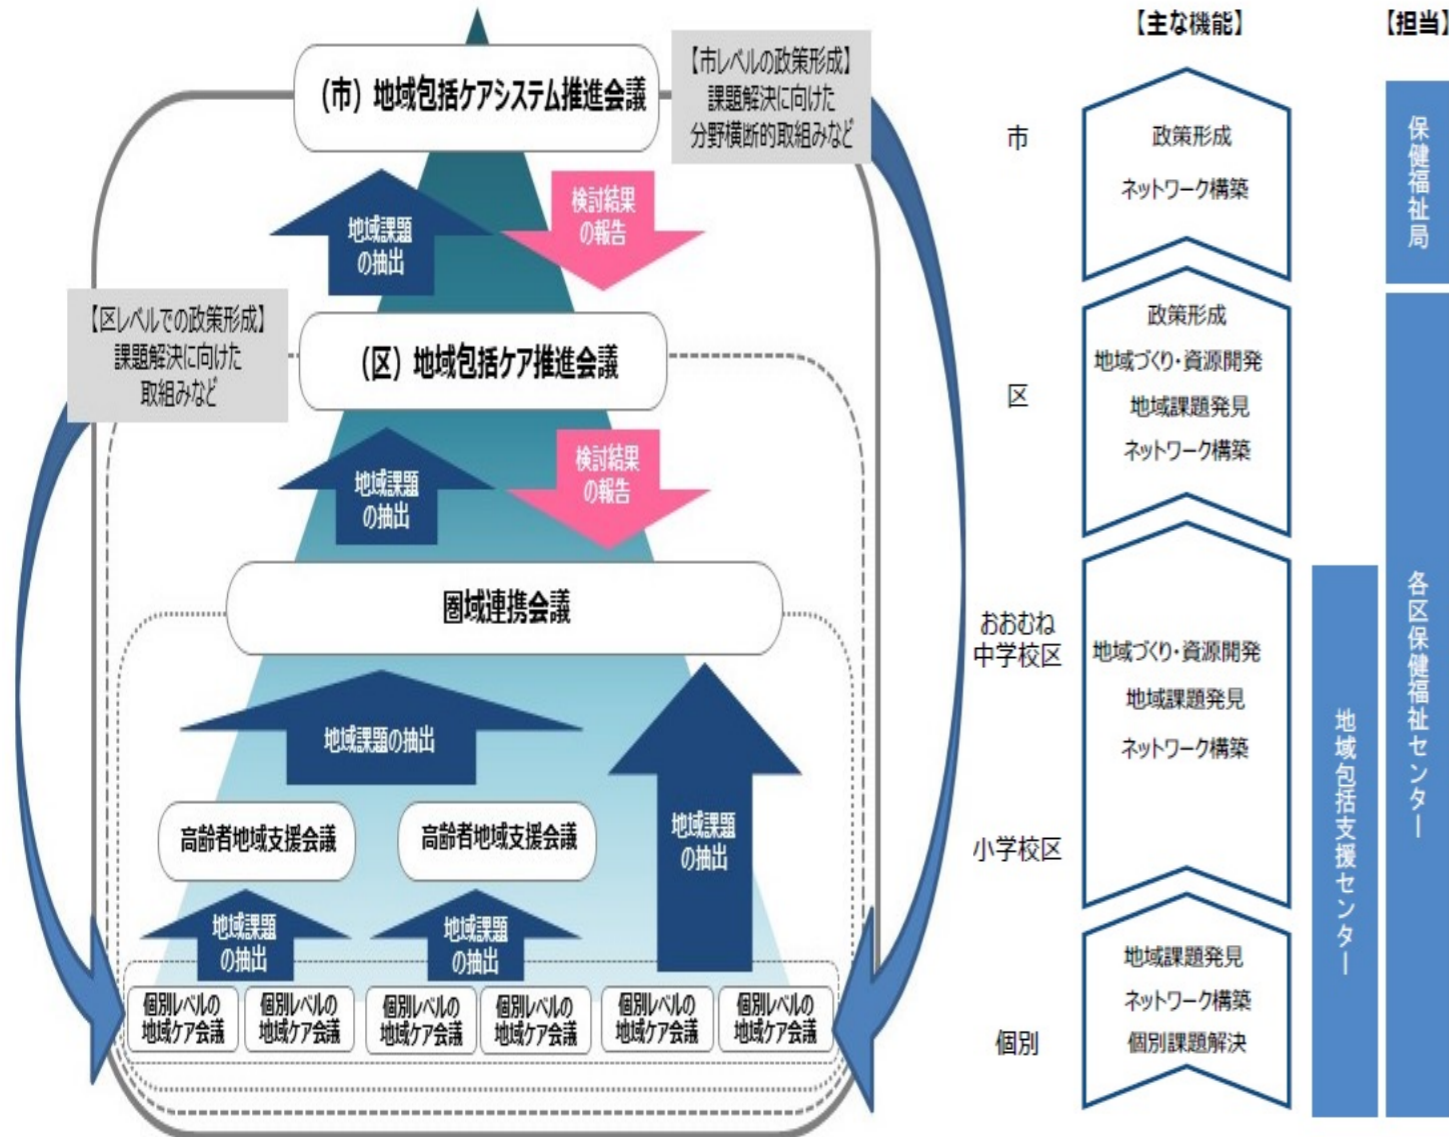 【主な機能】
【担当】
(市) 地域包括ケアシステム推進会議
【市レベルの政策形成】
課題解決に向けた
分野横断的取組みなど
地域課題
の抽出
検討結果
の報告
【区レベルでの政策形成】
課題解決に向けた
取組みなど
(区) 地域包括ケア推進会議
地域課題
の抽出
検討結果
の報告
圏域連携会議
地域課題の抽出
地域課題
の抽出
高齢者地域支援会議
高齢者地域支援会議
地域課題
の抽出
地域課題
の抽出
個別レベルの
地域ケア会議
個別レベルの
地域ケア会議
個別レベルの
地域ケア会議
個別レベルの
地域ケア会議
個別レベルの
地域ケア会議
個別レベルの
地域ケア会議
市
政策形成
ネットワーク構築
区
政策形成
地域づくり・資源開発
地域課題発見
ネットワーク構築
おおむね
中学校区
小学校区
地域づくり・資源開発
地域課題発見
ネットワーク構築
個別
地域課題発見
ネットワーク構築
個別課題解決
保健福祉局
各区保健福祉センター
地域包括支援センター